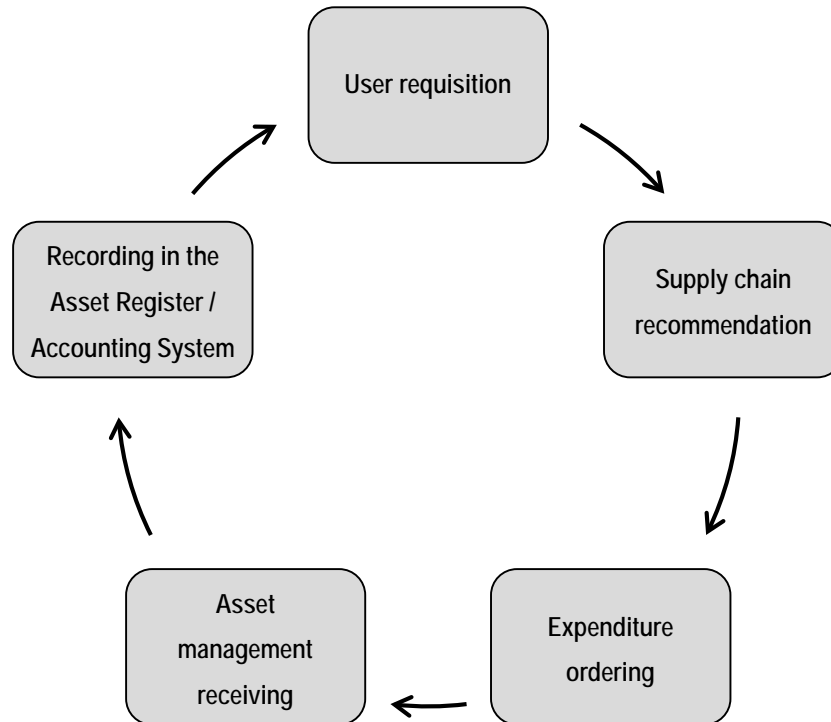 User requisition
Supply chain
recommendation
Expenditure
ordering
Asset
management
receiving
Recording in the
Asset Register /
Accounting System